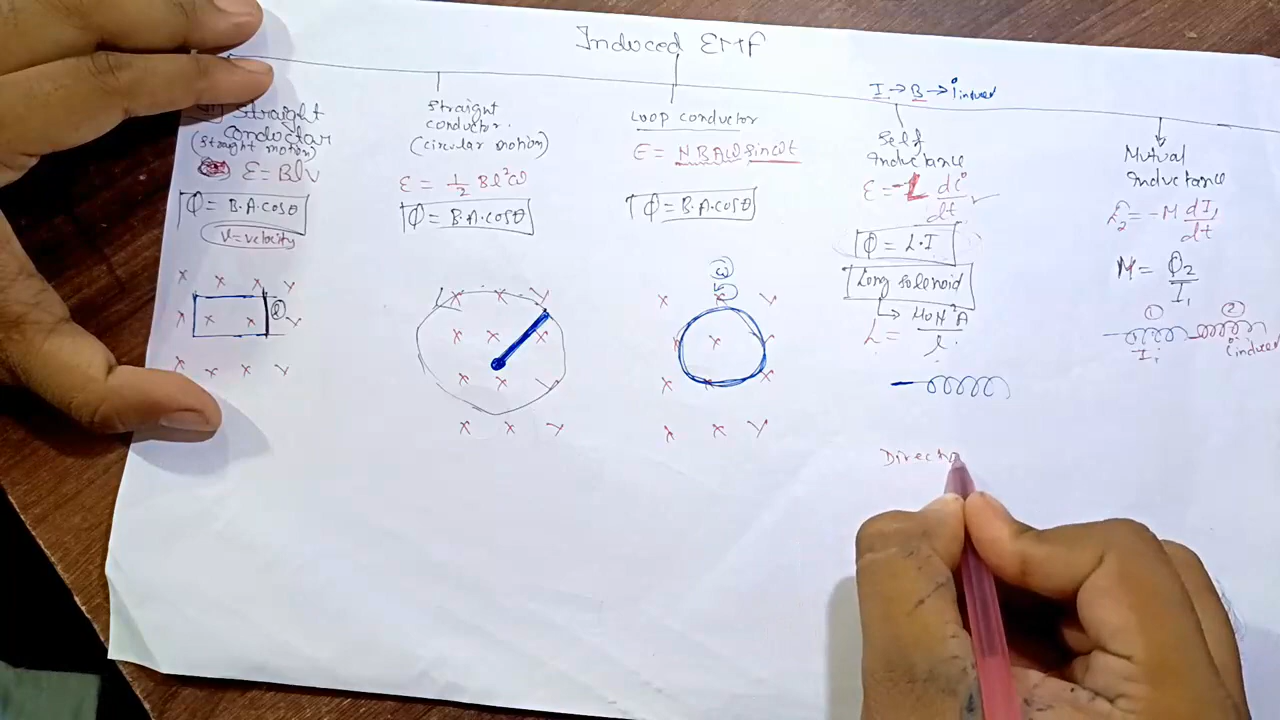 Induced EMF
Straight
conductor
(straight motion)
ε = Blv
φ = B.A.cosθ
v = velocity
l
straight
conductor.
(circular motion)
ε = 1/2 Bl²ω
φ = B.A.cosθ
Loop conductor
ε = NBAω sinωt
φ = B.A.cosθ
ω
I → B → i induced
Self
Inductance
ε = -L di/dt
φ = L.I
Long solenoid
L = μ0N²A/l
Directio
Mutual
Inductance
ε2 = -M dI1/dt
M = φ2/I1
① ②
I1 i induced